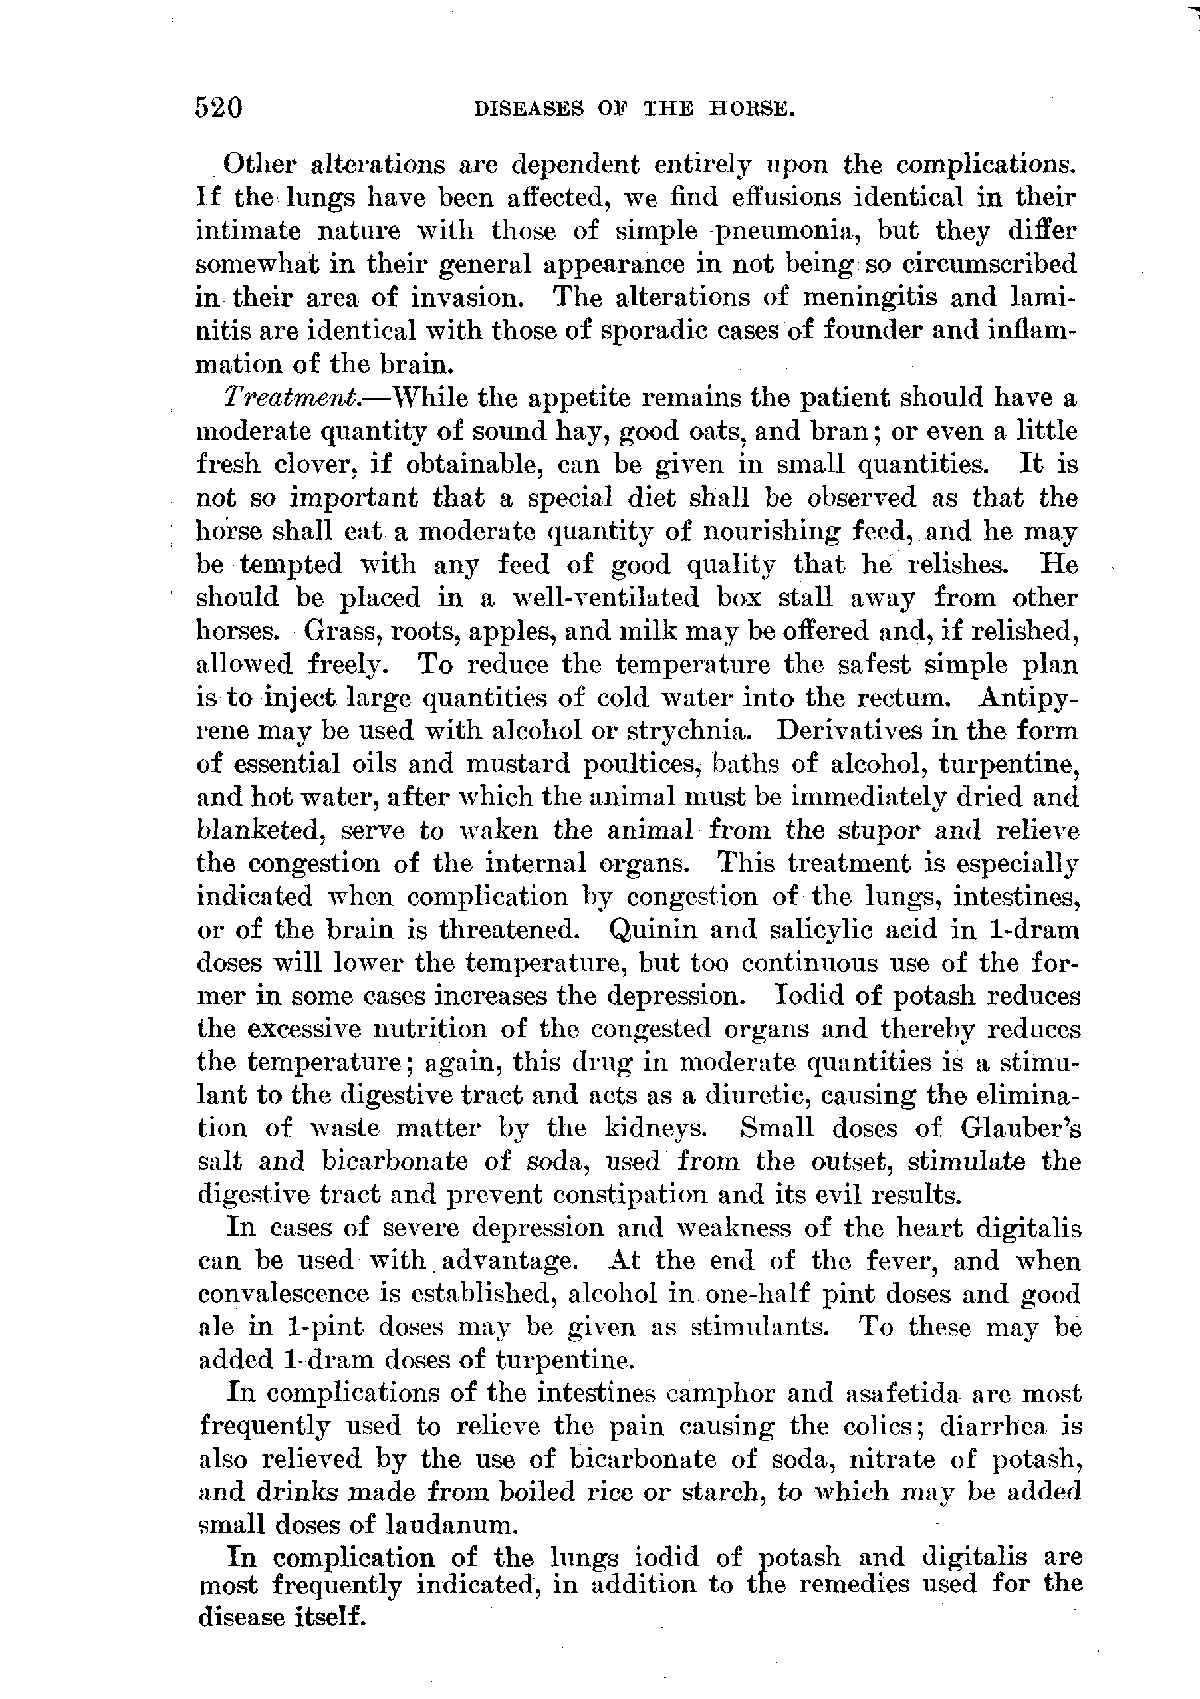 520 DISEASES OF THE HORSE.
Other alterations are dependent entirely upon the complications.
If the lungs have been affected, we find effusions identical in their
intimate nature with those of simple pneumonia, but they differ
somewhat in their general appearance in not being so circumscribed
in their area of invasion. The alterations of meningitis and lami-
nitis are identical with those of sporadic cases of founder and inflam-
mation of the brain.
Treatment.—While the appetite remains the patient should have a
moderate quantity of sound hay, good oats, and bran; or even a little
fresh clover, if obtainable, can be given in small quantities. It is
not so important that a special diet shall be observed as that the
horse shall eat a moderate quantity of nourishing feed, and he may
be tempted with any feed of good quality that he relishes. He
should be placed in a well-ventilated box stall away from other
horses. Grass, roots, apples, and milk may be offered and, if relished,
allowed freely. To reduce the temperature the safest simple plan
is to inject large quantities of cold water into the rectum. Antipy-
rene may be used with alcohol or strychnia. Derivatives in the form
of essential oils and mustard poultices, baths of alcohol, turpentine,
and hot water, after which the animal must be immediately dried and
blanketed, serve to waken the animal from the stupor and relieve
the congestion of the internal organs. This treatment is especially
indicated when complication by congestion of the lungs, intestines,
or of the brain is threatened. Quinin and salicylic acid in 1-dram
doses will lower the temperature, but too continuous use of the for-
mer in some cases increases the depression. Iodid of potash reduces
the excessive nutrition of the congested organs and thereby reduces
the temperature; again, this drug in moderate quantities is a stimu-
lant to the digestive tract and acts as a diuretic, causing the elimina-
tion of waste matter by the kidneys. Small doses of Glauber's
salt and bicarbonate of soda, used from the outset, stimulate the
digestive tract and prevent constipation and its evil results.
In cases of severe depression and weakness of the heart digitalis
can be used with advantage. At the end of the fever, and when
convalescence is established, alcohol in one-half pint doses and good
ale in 1-pint doses may be given as stimulants. To these may be
added 1-dram doses of turpentine.
In complications of the intestines camphor and asafetida are most
frequently used to relieve the pain causing the colics; diarrhea is
also relieved by the use of bicarbonate of soda, nitrate of potash,
and drinks made from boiled rice or starch, to which may be added
small doses of laudanum.
In complication of the lungs iodid of potash and digitalis are
most frequently indicated, in addition to the remedies used for the
disease itself.